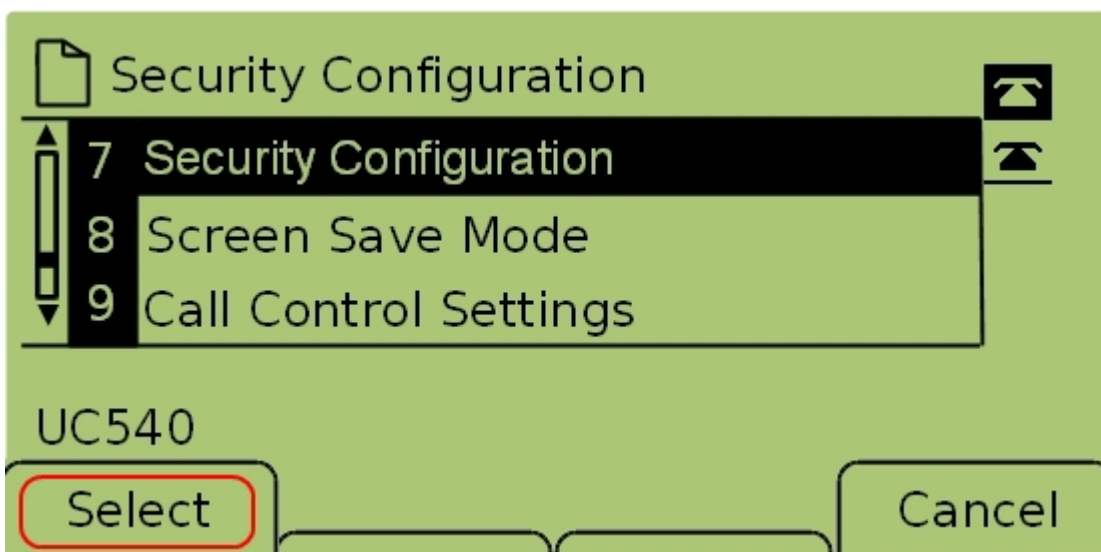 Security Configuration
7 Security Configuration
8 Screen Save Mode
9 Call Control Settings
UC540
Select Cancel